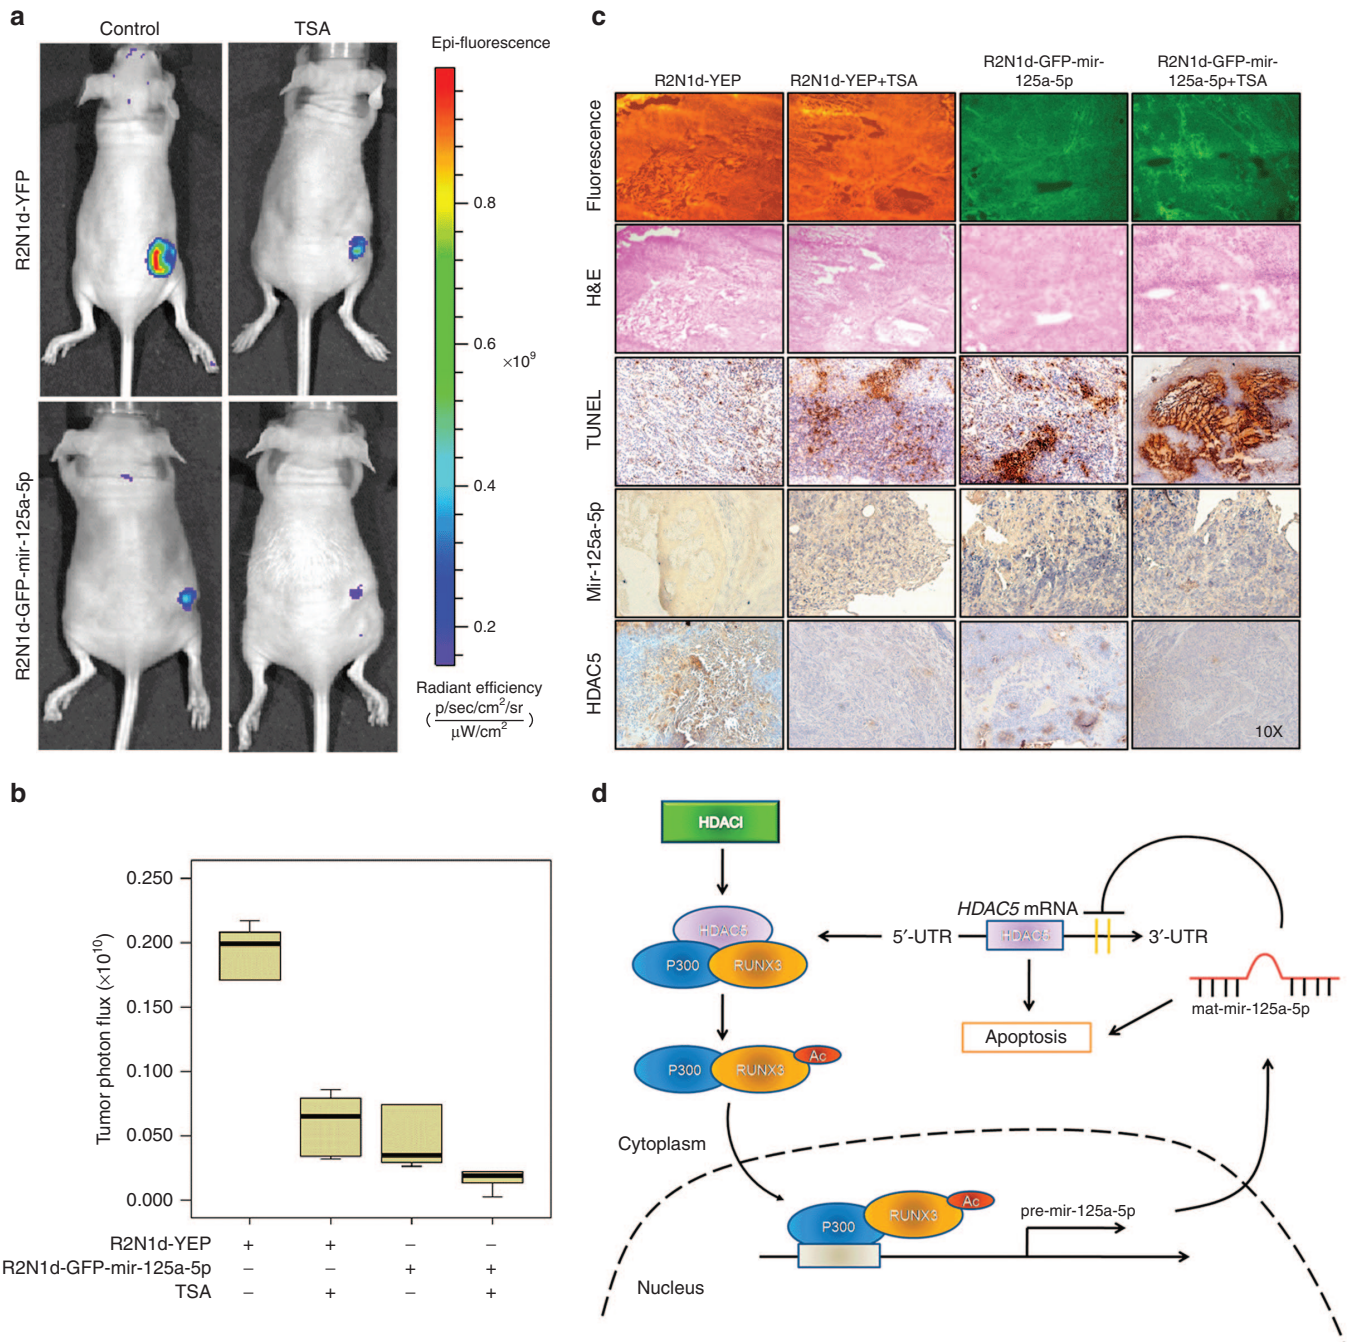 a
Control
TSA
R2N1d-YFP
R2N1d-GFP-mir-125a-5p
Epi-fluorescence
0.8
0.6
×10⁹
0.4
0.2
Radiant efficiency
( p/sec/cm²/sr
μW/cm² )
c
R2N1d-YEP
R2N1d-YEP+TSA
R2N1d-GFP-mir-
125a-5p
R2N1d-GFP-mir-
125a-5p+TSA
Fluorescence
H&E
TUNEL
Mir-125a-5p
HDAC5
10X
b
Tumor photon flux (×10¹⁰)
0.250
0.200
0.150
0.100
0.050
0.000
R2N1d-YEP + + – –
R2N1d-GFP-mir-125a-5p – – + +
TSA – + – +
d
HDACI
HDAC5
P300 RUNX3
P300 RUNX3 Ac
HDAC5 mRNA
5′-UTR HDAC5 3′-UTR
Apoptosis
mat-mir-125a-5p
Cytoplasm
P300 RUNX3 Ac
pre-mir-125a-5p
Nucleus